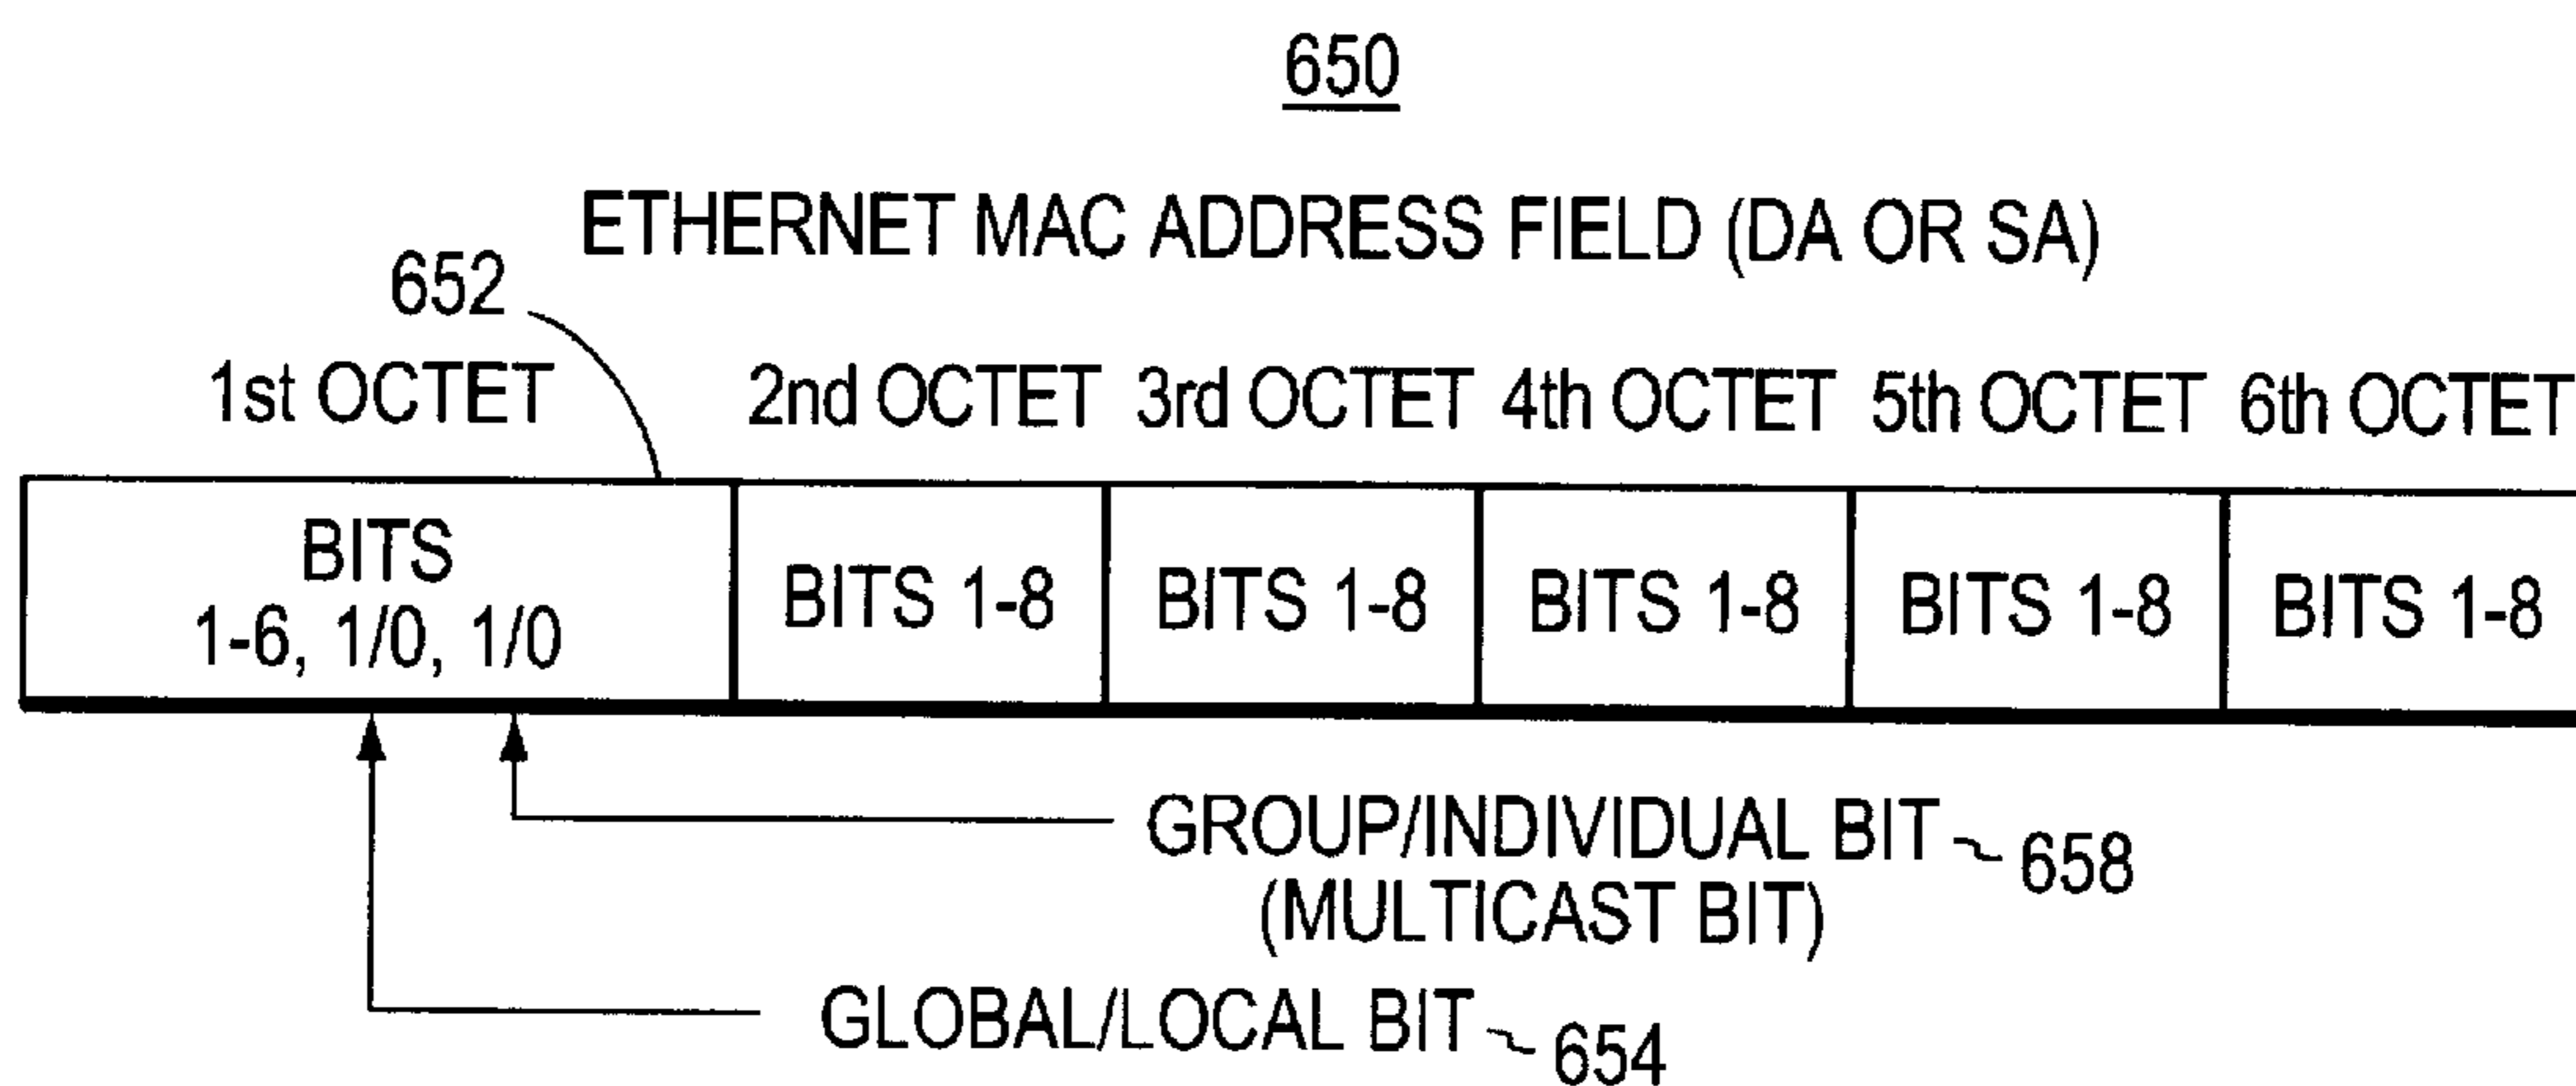 650
ETHERNET MAC ADDRESS FIELD (DA OR SA)
652
1st OCTET 2nd OCTET 3rd OCTET 4th OCTET 5th OCTET 6th OCTET
BITS
1-6, 1/0, 1/0
BITS 1-8 BITS 1-8 BITS 1-8 BITS 1-8 BITS 1-8
GROUP/INDIVIDUAL BIT 658
(MULTICAST BIT)
GLOBAL/LOCAL BIT 654